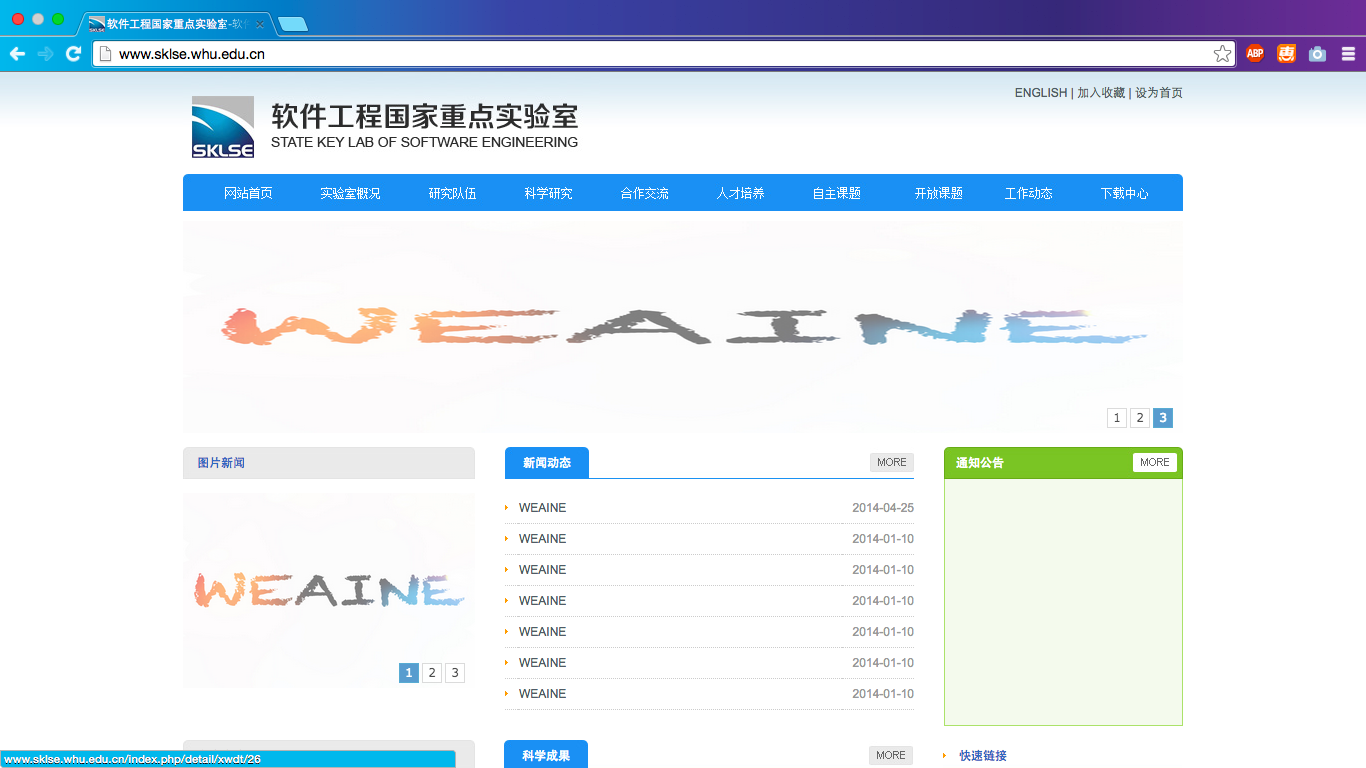 软件工程国家重点实验室-软件
www.sklse.whu.edu.cn
ABP
惠
ENGLISH | 加入收藏 | 设为首页
SKLSE
软件工程国家重点实验室
STATE KEY LAB OF SOFTWARE ENGINEERING
网站首页 实验室概况 研究队伍 科学研究 合作交流 人才培养 自主课题 开放课题 工作动态 下载中心
WEAINE
1 2 3
图片新闻
WEAINE
1 2 3
新闻动态 MORE
WEAINE 2014-04-25
WEAINE 2014-01-10
WEAINE 2014-01-10
WEAINE 2014-01-10
WEAINE 2014-01-10
WEAINE 2014-01-10
WEAINE 2014-01-10
通知公告 MORE
科学成果 MORE
快速链接
www.sklse.whu.edu.cn/index.php/detail/xwdt/26